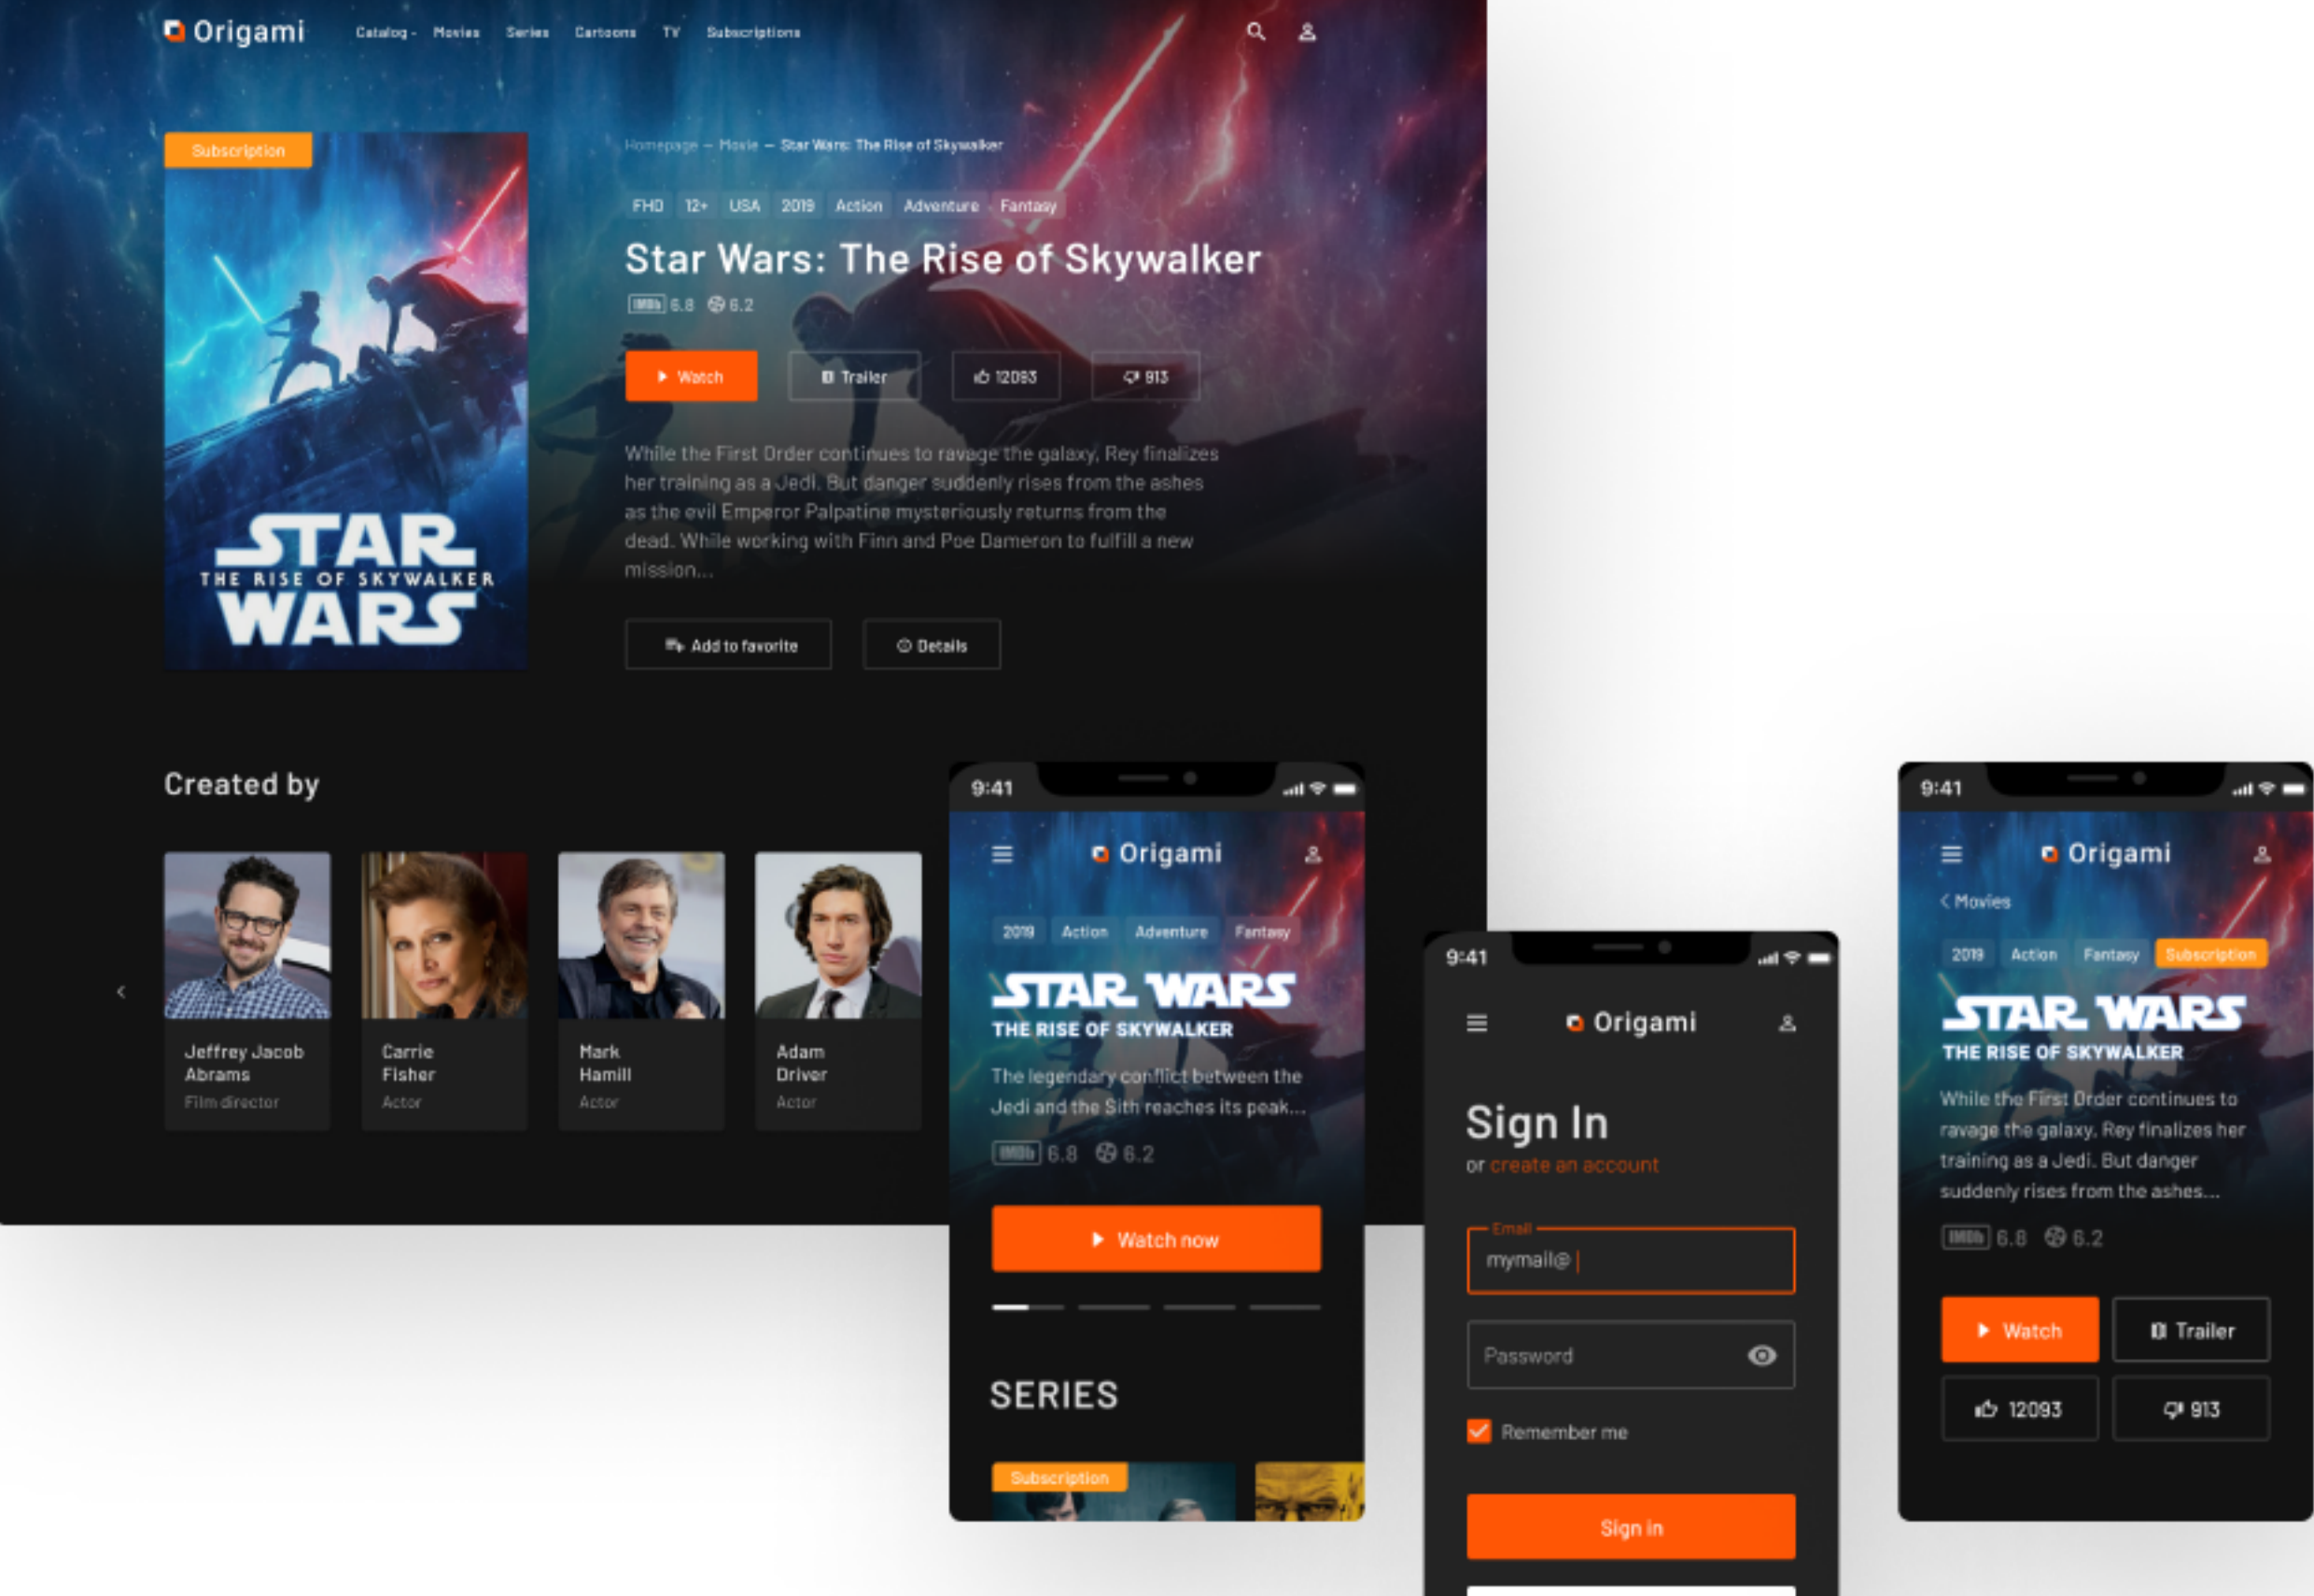 Origami
Catalog Movies Series Cartoons TV Subscriptions
Subscription
STAR
THE RISE OF SKYWALKER
WARS
Homepage — Movie — Star Wars: The Rise of Skywalker
FHD 12+ USA 2019 Action Adventure Fantasy
Star Wars: The Rise of Skywalker
IMDb 6.8 6.2
Watch Trailer 12093 913
While the First Order continues to ravage the galaxy, Rey finalizes
her training as a Jedi. But danger suddenly rises from the ashes
as the evil Emperor Palpatine mysteriously returns from the
dead. While working with Finn and Poe Dameron to fulfill a new
mission...
Add to favorite Details
Created by
Jeffrey Jacob
Abrams
Film director
Carrie
Fisher
Actor
Mark
Hamill
Actor
Adam
Driver
Actor
9:41
Origami
2019 Action Adventure Fantasy
STAR WARS
THE RISE OF SKYWALKER
The legendary conflict between the
Jedi and the Sith reaches its peak...
IMDb 6.8 6.2
Watch now
SERIES
Subscription
9:41
Origami
Sign In
or create an account
Email
mymail@
Password
Remember me
Sign in
9:41
Origami
Movies
2019 Action Fantasy Subscription
STAR WARS
THE RISE OF SKYWALKER
While the First Order continues to
ravage the galaxy, Rey finalizes her
training as a Jedi. But danger
suddenly rises from the ashes...
IMDb 6.8 6.2
Watch Trailer
12093 913